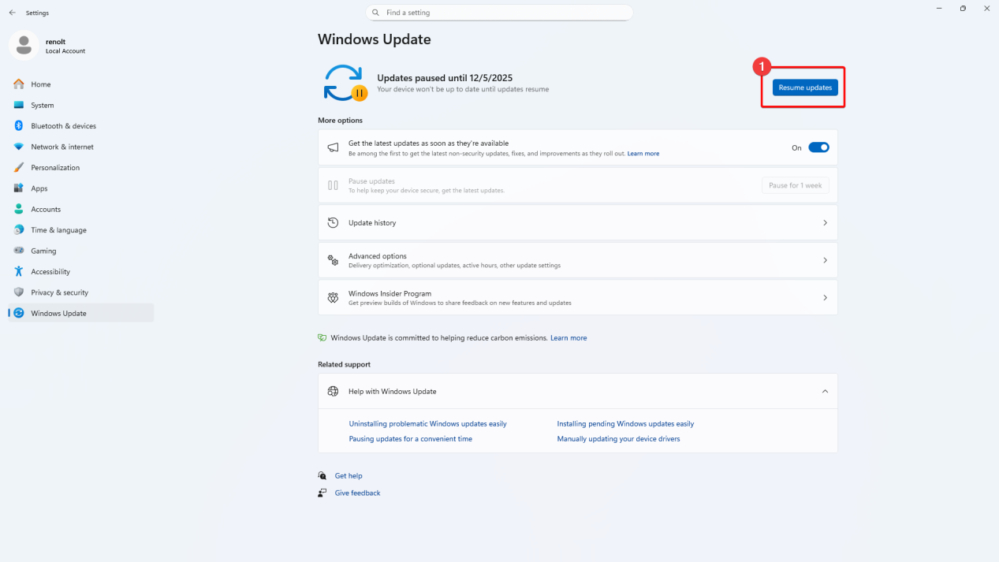 Settings
Find a setting
renolt
Local Account
Home
System
Bluetooth & devices
Network & internet
Personalization
Apps
Accounts
Time & language
Gaming
Accessibility
Privacy & security
Windows Update
Windows Update
Updates paused until 12/5/2025
Your device won't be up to date until updates resume
1
Resume updates
More options
Get the latest updates as soon as they're available
Be among the first to get the latest non-security updates, fixes, and improvements as they roll out. Learn more
On
Pause updates
To help keep your device secure, get the latest updates.
Pause for 1 week
Update history
Advanced options
Delivery optimization, optional updates, active hours, other update settings
Windows Insider Program
Get preview builds of Windows to share feedback on new features and updates
Windows Update is committed to helping reduce carbon emissions. Learn more
Related support
Help with Windows Update
Uninstalling problematic Windows updates easily
Installing pending Windows updates easily
Pausing updates for a convenient time
Manually updating your device drivers
Get help
Give feedback